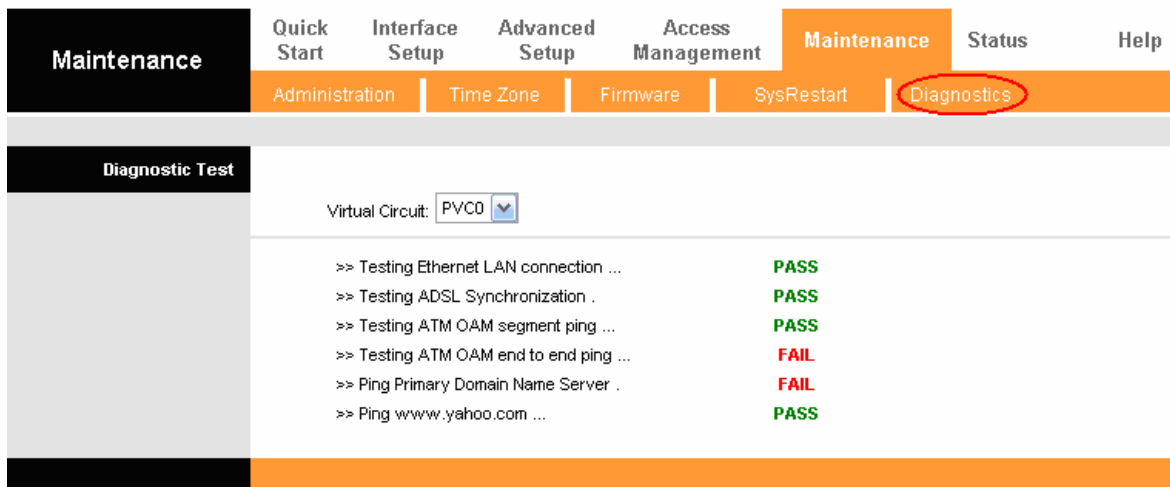 Maintenance
Quick Start
Interface Setup
Advanced Setup
Access Management
Maintenance
Status
Help
Administration
Time Zone
Firmware
SysRestart
Diagnostics
Diagnostic Test
Virtual Circuit: PVC0
>> Testing Ethernet LAN connection ... PASS
>> Testing ADSL Synchronization . PASS
>> Testing ATM OAM segment ping ... PASS
>> Testing ATM OAM end to end ping ... FAIL
>> Ping Primary Domain Name Server . FAIL
>> Ping www.yahoo.com ... PASS